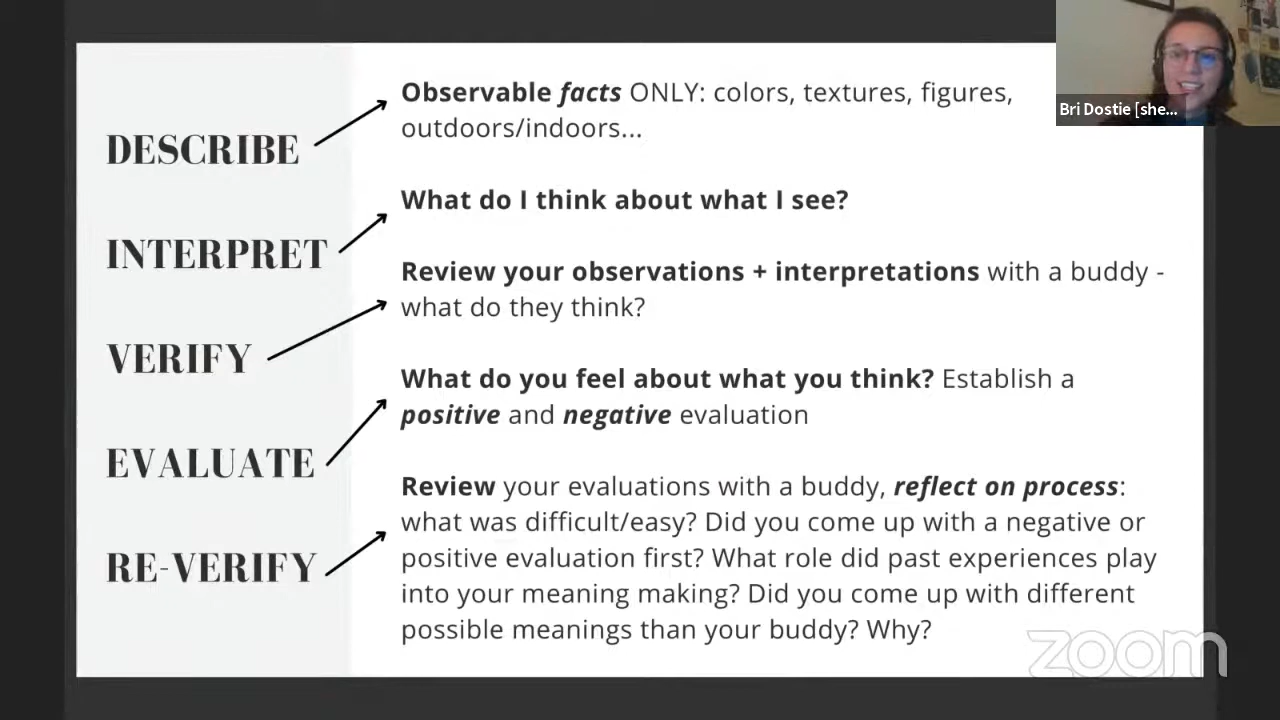 DESCRIBE
Observable facts ONLY: colors, textures, figures,
outdoors/indoors...
INTERPRET
What do I think about what I see?
VERIFY
Review your observations + interpretations with a buddy -
what do they think?
EVALUATE
What do you feel about what you think? Establish a
positive and negative evaluation
RE-VERIFY
Review your evaluations with a buddy, reflect on process:
what was difficult/easy? Did you come up with a negative or
positive evaluation first? What role did past experiences play
into your meaning making? Did you come up with different
possible meanings than your buddy? Why?
Bri Dostie [she...
zoom